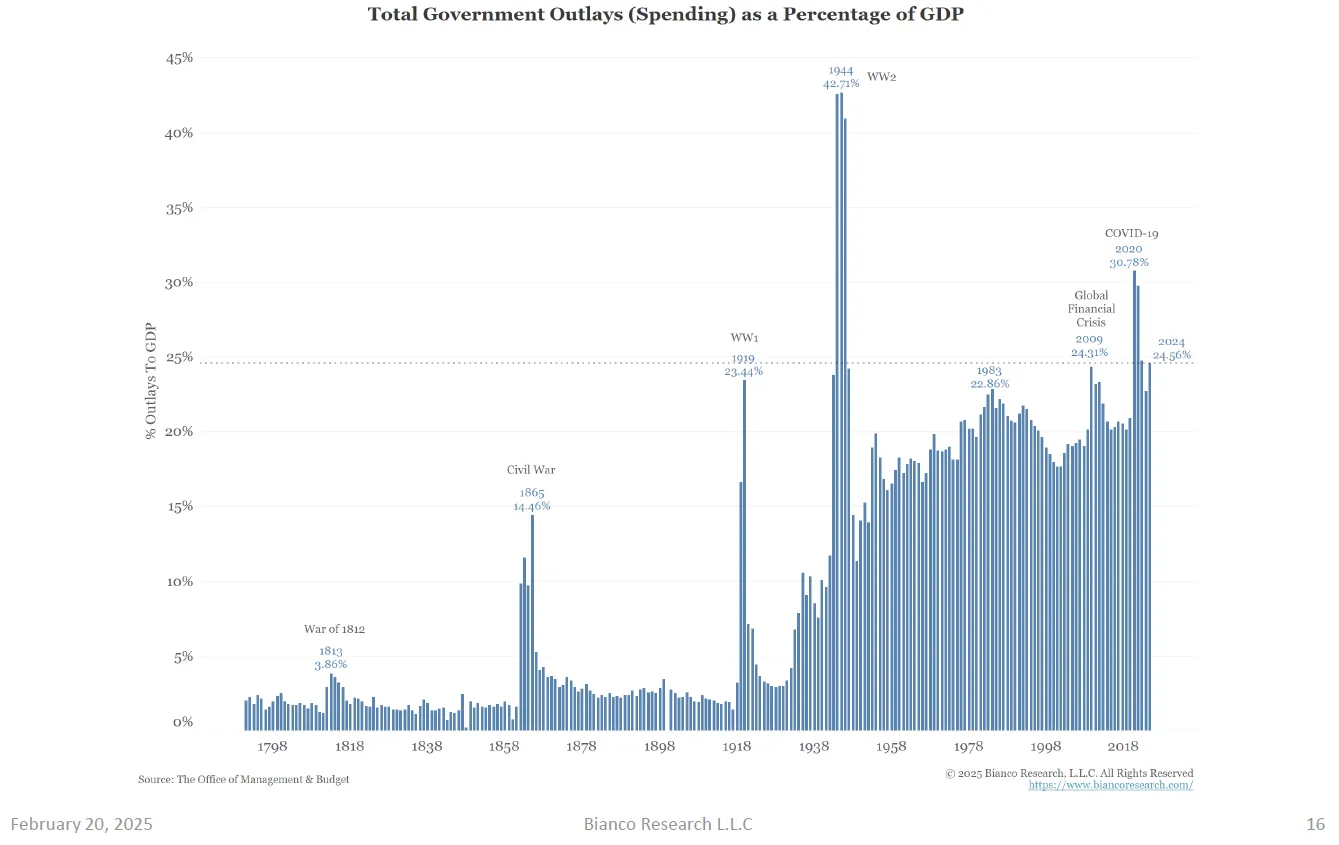 Total Government Outlays (Spending) as a Percentage of GDP
45%
40%
35%
30%
25%
20%
15%
10%
5%
0%
% Outlays To GDP
War of 1812
1813
3.86%
Civil War
1865
14.46%
WW1
1919
23.44%
1944
42.71%
WW2
1983
22.86%
Global
Financial
Crisis
2009
24.31%
COVID-19
2020
30.78%
2024
24.56%
1798
1818
1838
1858
1878
1898
1918
1938
1958
1978
1998
2018
Source: The Office of Management & Budget
© 2025 Bianco Research, L.L.C. All Rights Reserved
https://www.biancoresearch.com/
February 20, 2025
Bianco Research L.L.C
16